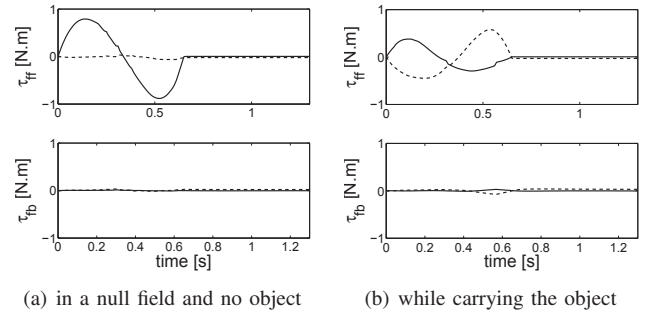 1
0
−1
τff [N.m]
0 0.5 1
1
0
−1
τfb [N.m]
0 0.2 0.4 0.6 0.8 1 1.2
time [s]
(a) in a null field and no object
1
0
−1
τff [N.m]
0 0.5 1
1
0
−1
τfb [N.m]
0 0.2 0.4 0.6 0.8 1 1.2
time [s]
(b) while carrying the object